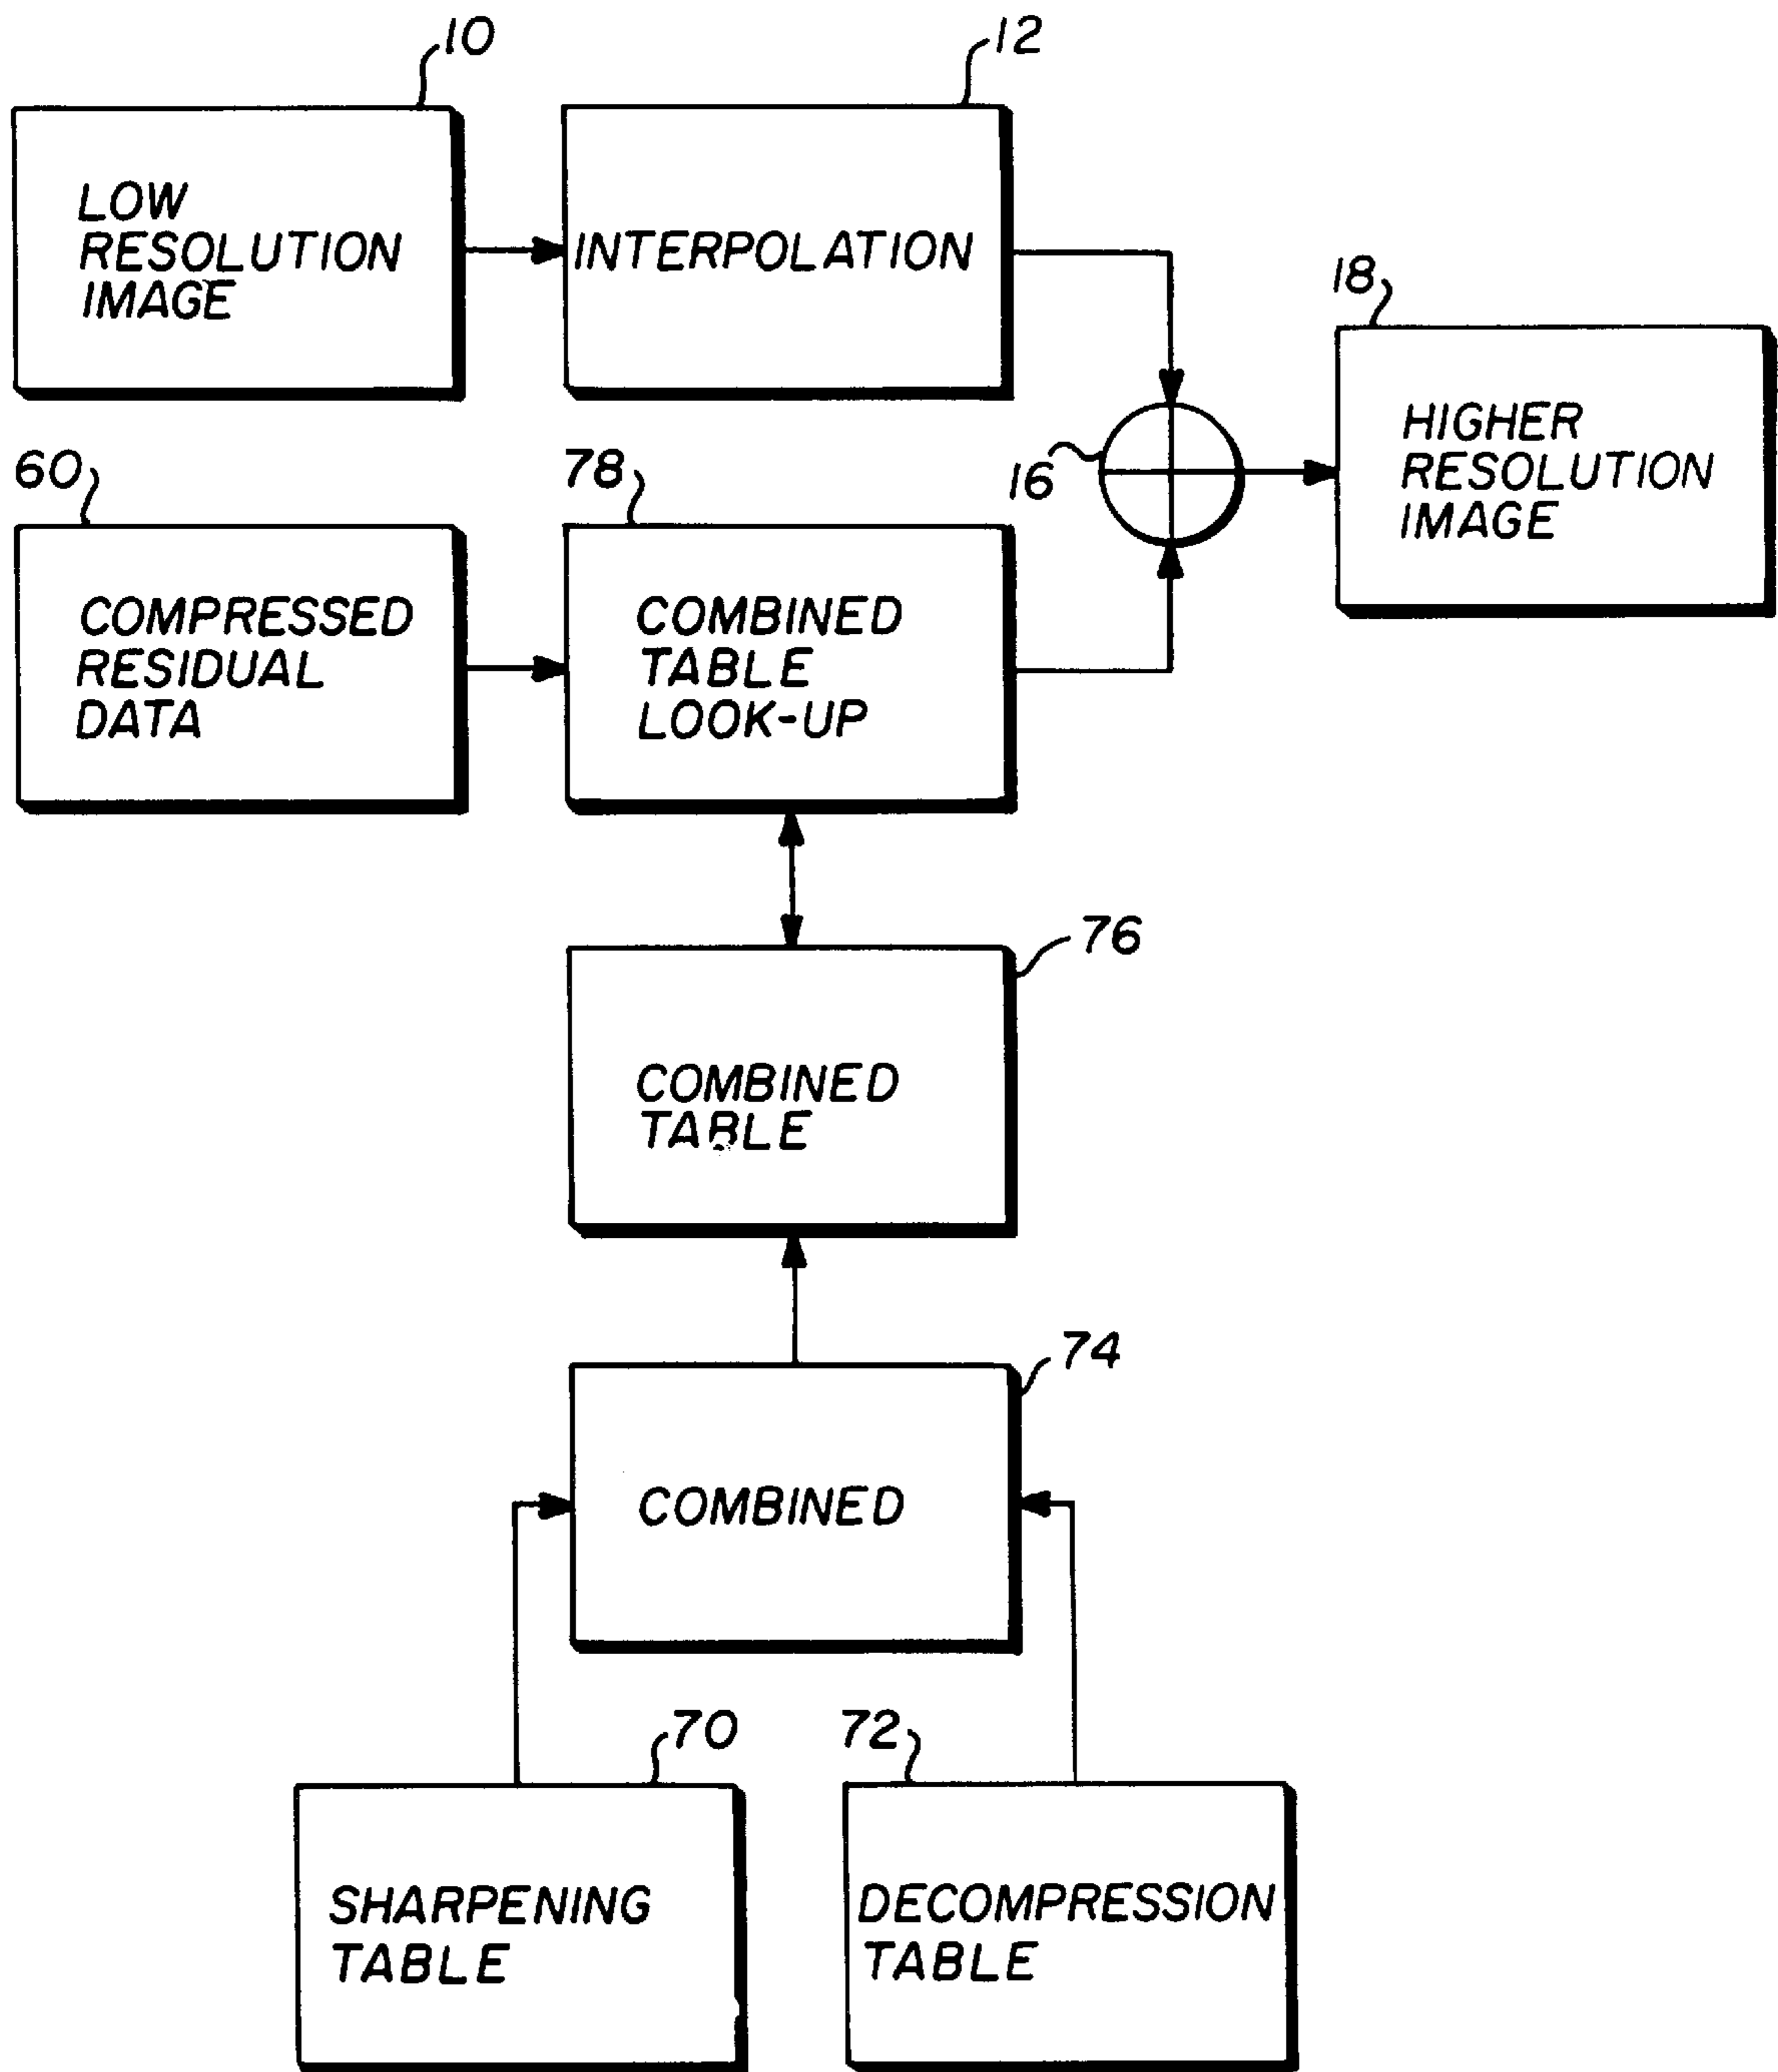 10
12
LOW
RESOLUTION
IMAGE
INTERPOLATION
18
16
HIGHER
RESOLUTION
IMAGE
60
78
COMPRESSED
RESIDUAL
DATA
COMBINED
TABLE
LOOK-UP
76
COMBINED
TABLE
74
COMBINED
70
72
SHARPENING
TABLE
DECOMPRESSION
TABLE